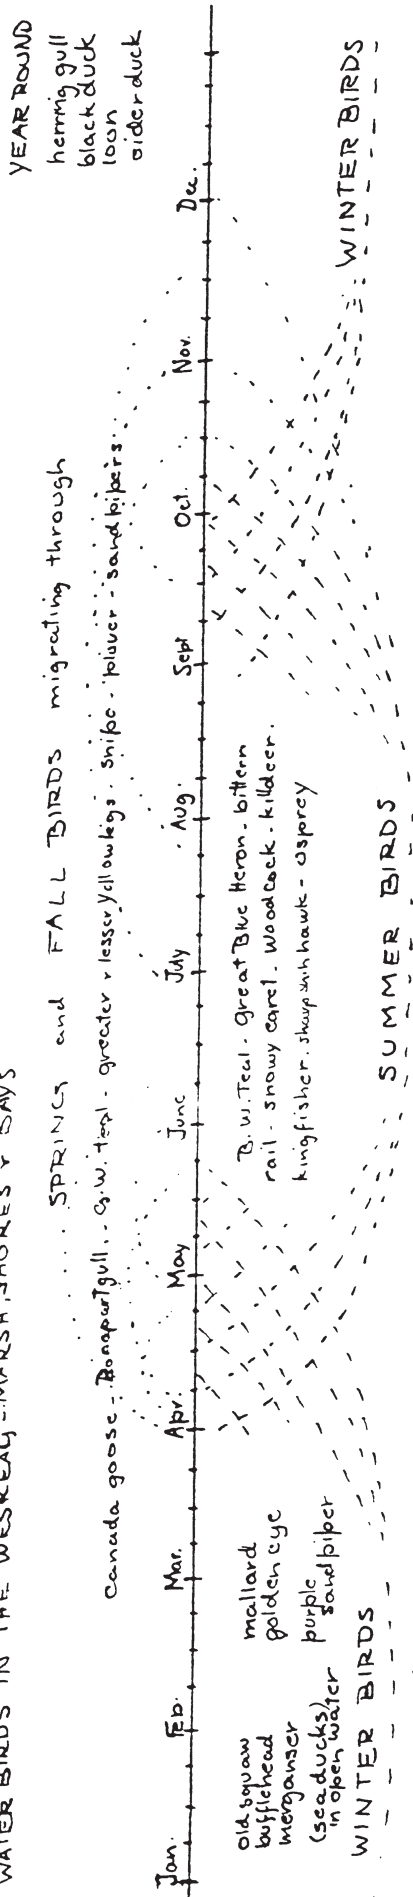 WATER BIRDS IN THE WESKEAG - MARSH, SHORES & BAYS
YEAR ROUND
herring gull
black duck
loon
eider duck
SPRING and FALL BIRDS migrating through
Canada goose - Bonapart gull - G.W. teal - greater & lesser yellowlegs - snipe - plover - sandpipers
Jan. Feb. Mar. Apr. May June July Aug. Sept Oct. Nov. Dec.
old squaw
bufflehead
merganser
(sea ducks)
in open water
mallard
golden eye
purple
sandpiper
B.W. Teal - Great Blue Heron - bittern
rail - snowy egret - woodcock - killdeer.
kingfisher. sharp shin hawk - osprey
WINTER BIRDS
SUMMER BIRDS
WINTER BIRDS